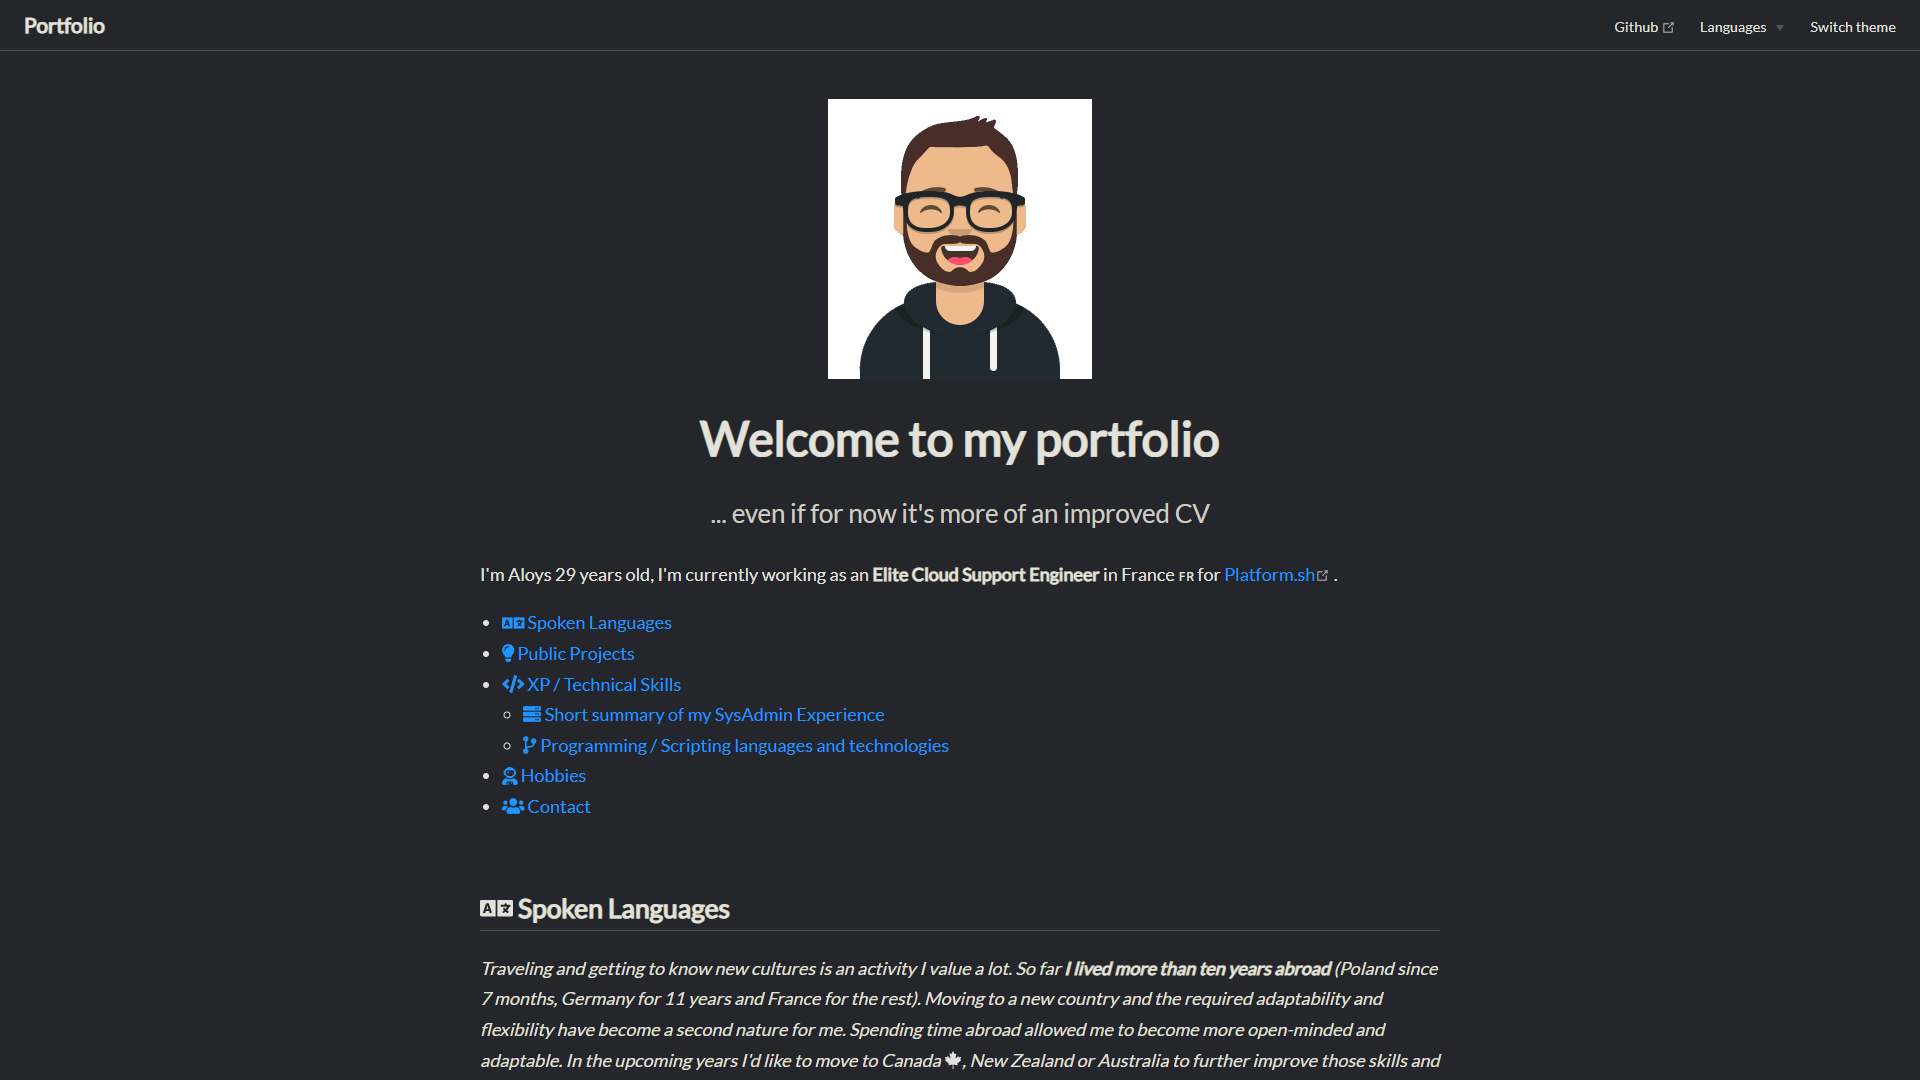 Portfolio
Github
Languages
Switch theme
Welcome to my portfolio
... even if for now it's more of an improved CV
I'm Aloys 29 years old, I'm currently working as an Elite Cloud Support Engineer in France FR for Platform.sh .
Spoken Languages
Public Projects
XP / Technical Skills
Short summary of my SysAdmin Experience
Programming / Scripting languages and technologies
Hobbies
Contact
Spoken Languages
Traveling and getting to know new cultures is an activity I value a lot. So far I lived more than ten years abroad (Poland since
7 months, Germany for 11 years and France for the rest). Moving to a new country and the required adaptability and
flexibility have become a second nature for me. Spending time abroad allowed me to become more open-minded and
adaptable. In the upcoming years I'd like to move to Canada , New Zealand or Australia to further improve those skills and